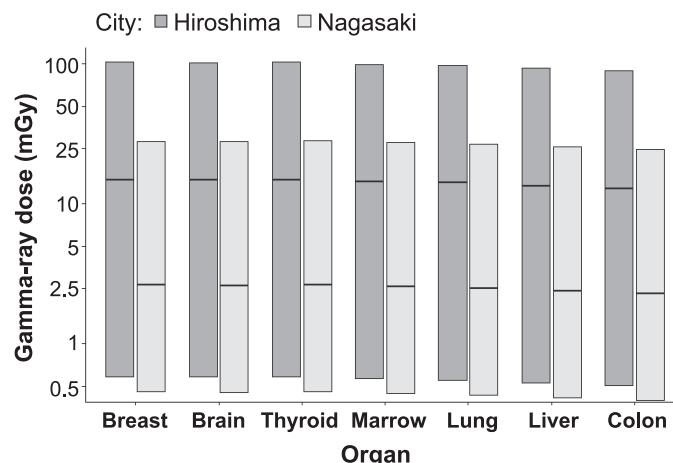 City: Hiroshima Nagasaki
Gamma-ray dose (mGy)
100
50
25
10
5
2.5
1
0.5
Breast Brain Thyroid Marrow Lung Liver Colon
Organ